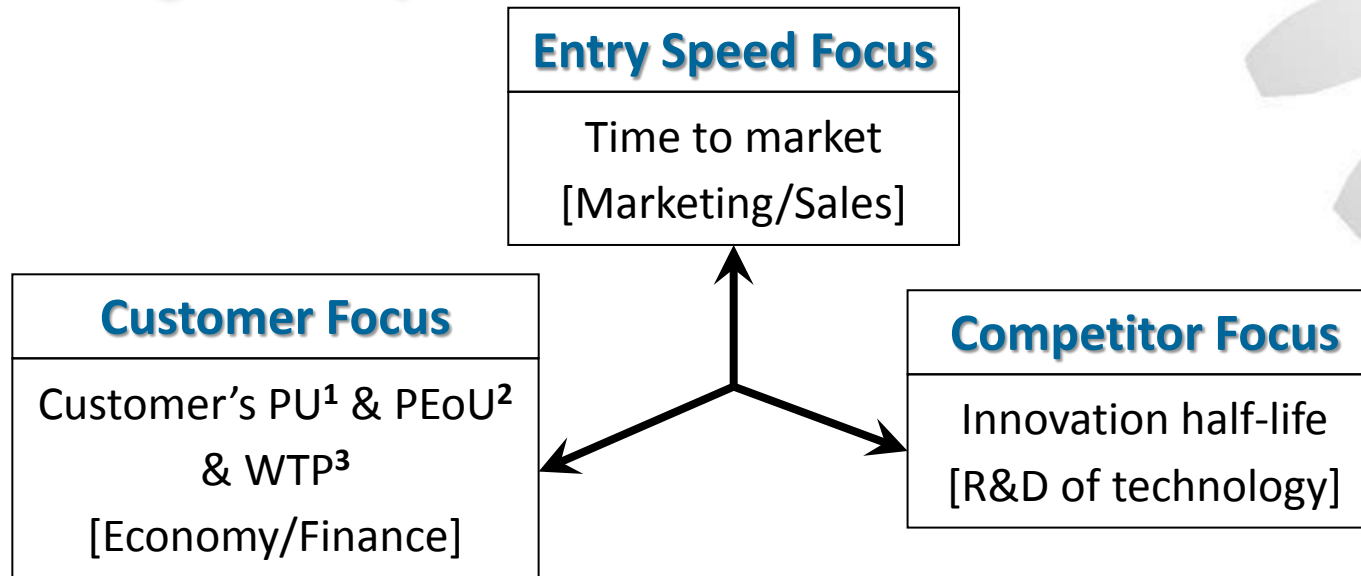 Entry Speed Focus
Time to market
[Marketing/Sales]
Customer Focus
Customer’s PU¹ & PEoU²
& WTP³
[Economy/Finance]
Competitor Focus
Innovation half-life
[R&D of technology]